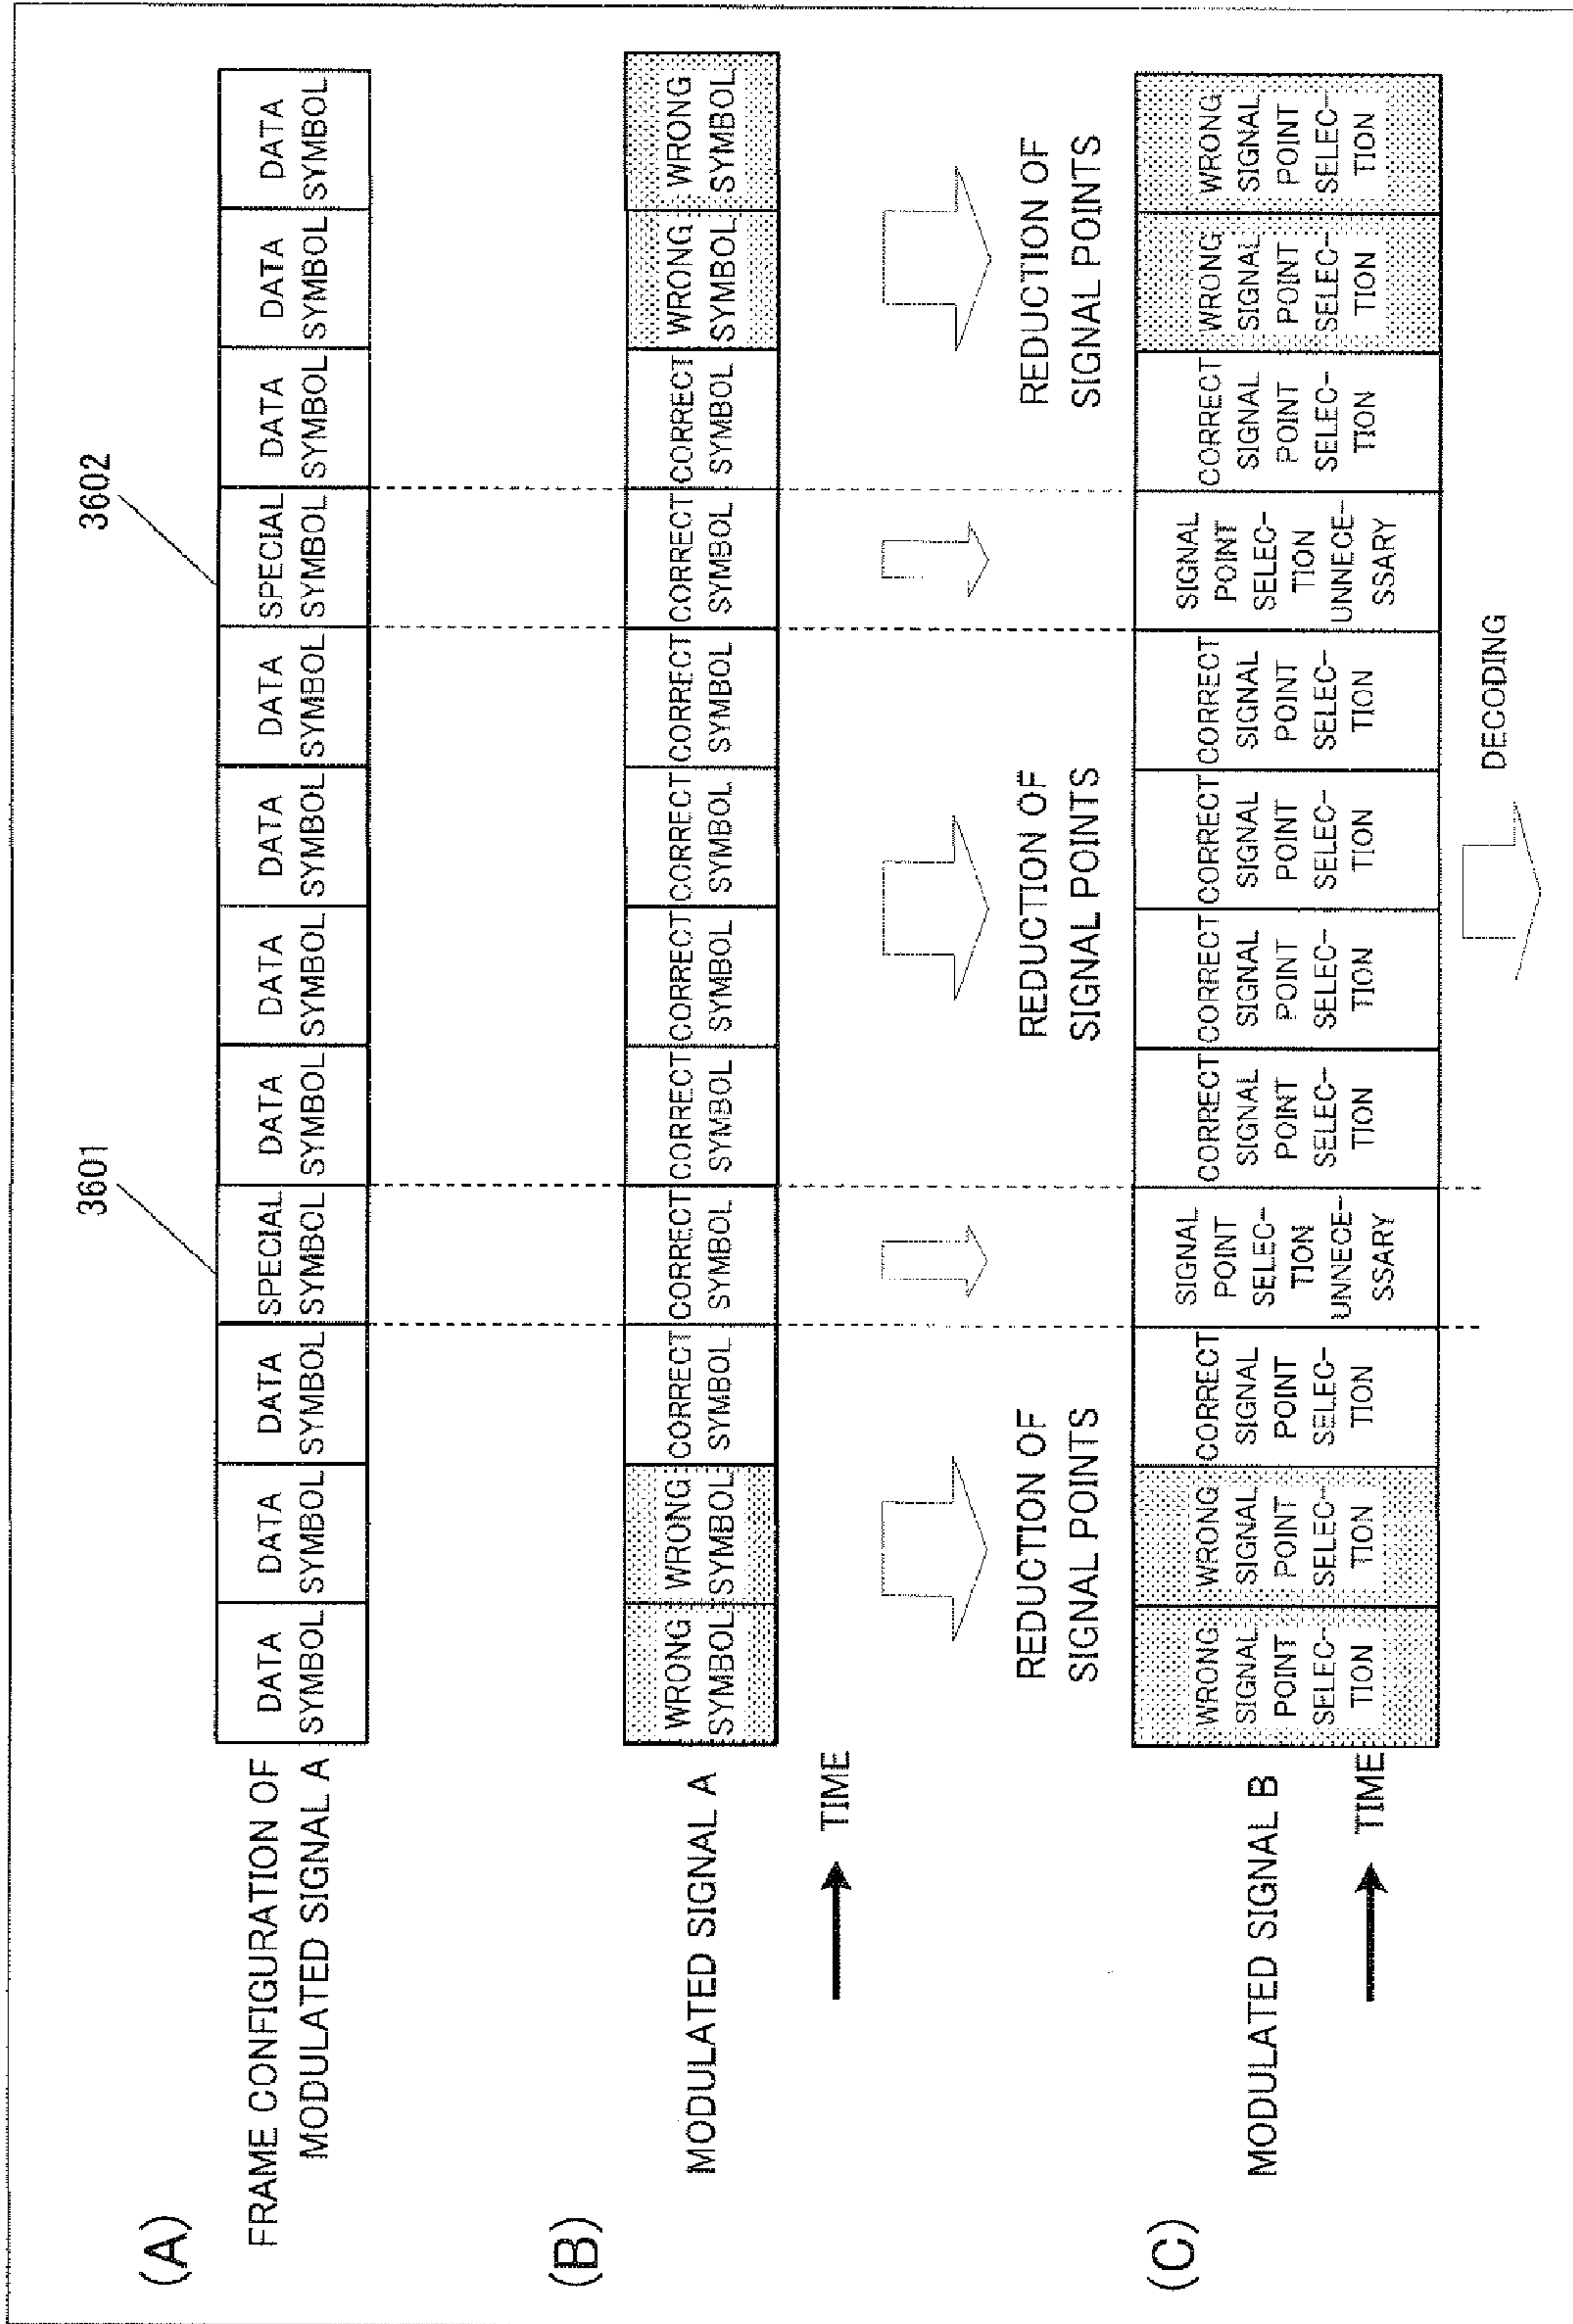 (A)
3601
3602
FRAME CONFIGURATION OF
MODULATED SIGNAL A
DATA
SYMBOL
DATA
SYMBOL
DATA
SYMBOL
SPECIAL
SYMBOL
DATA
SYMBOL
DATA
SYMBOL
DATA
SYMBOL
DATA
SYMBOL
SPECIAL
SYMBOL
DATA
SYMBOL
DATA
SYMBOL
DATA
SYMBOL
(B)
MODULATED SIGNAL A
WRONG
SYMBOL
WRONG
SYMBOL
CORRECT
SYMBOL
CORRECT
SYMBOL
CORRECT
SYMBOL
CORRECT
SYMBOL
CORRECT
SYMBOL
CORRECT
SYMBOL
CORRECT
SYMBOL
CORRECT
SYMBOL
WRONG
SYMBOL
WRONG
SYMBOL
TIME
REDUCTION OF
SIGNAL POINTS
REDUCTION OF
SIGNAL POINTS
REDUCTION OF
SIGNAL POINTS
(C)
MODULATED SIGNAL B
WRONG
SIGNAL
POINT
SELEC-
TION
WRONG
SIGNAL
POINT
SELEC-
TION
CORRECT
SIGNAL
POINT
SELEC-
TION
SIGNAL
POINT
SELEC-
TION
UNNECE-
SSARY
CORRECT
SIGNAL
POINT
SELEC-
TION
CORRECT
SIGNAL
POINT
SELEC-
TION
CORRECT
SIGNAL
POINT
SELEC-
TION
CORRECT
SIGNAL
POINT
SELEC-
TION
SIGNAL
POINT
SELEC-
TION
UNNECE-
SSARY
CORRECT
SIGNAL
POINT
SELEC-
TION
WRONG
SIGNAL
POINT
SELEC-
TION
WRONG
SIGNAL
POINT
SELEC-
TION
TIME
DECODING